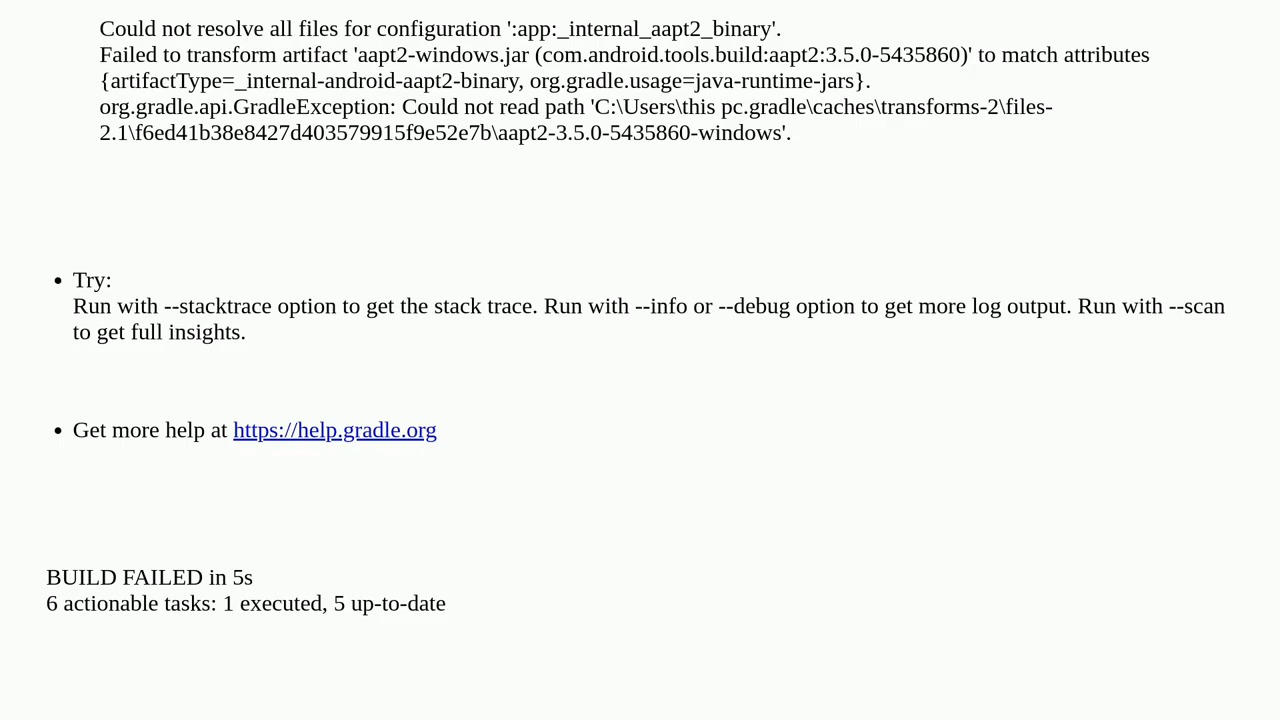 Could not resolve all files for configuration ':app:_internal_aapt2_binary'.
Failed to transform artifact 'aapt2-windows.jar (com.android.tools.build:aapt2:3.5.0-5435860)' to match attributes
{artifactType=_internal-android-aapt2-binary, org.gradle.usage=java-runtime-jars}.
org.gradle.api.GradleException: Could not read path 'C:\Users\this pc.gradle\caches\transforms-2\files-
2.1\f6ed41b38e8427d403579915f9e52e7b\aapt2-3.5.0-5435860-windows'.
• Try:
Run with --stacktrace option to get the stack trace. Run with --info or --debug option to get more log output. Run with --scan
to get full insights.
• Get more help at https://help.gradle.org
BUILD FAILED in 5s
6 actionable tasks: 1 executed, 5 up-to-date